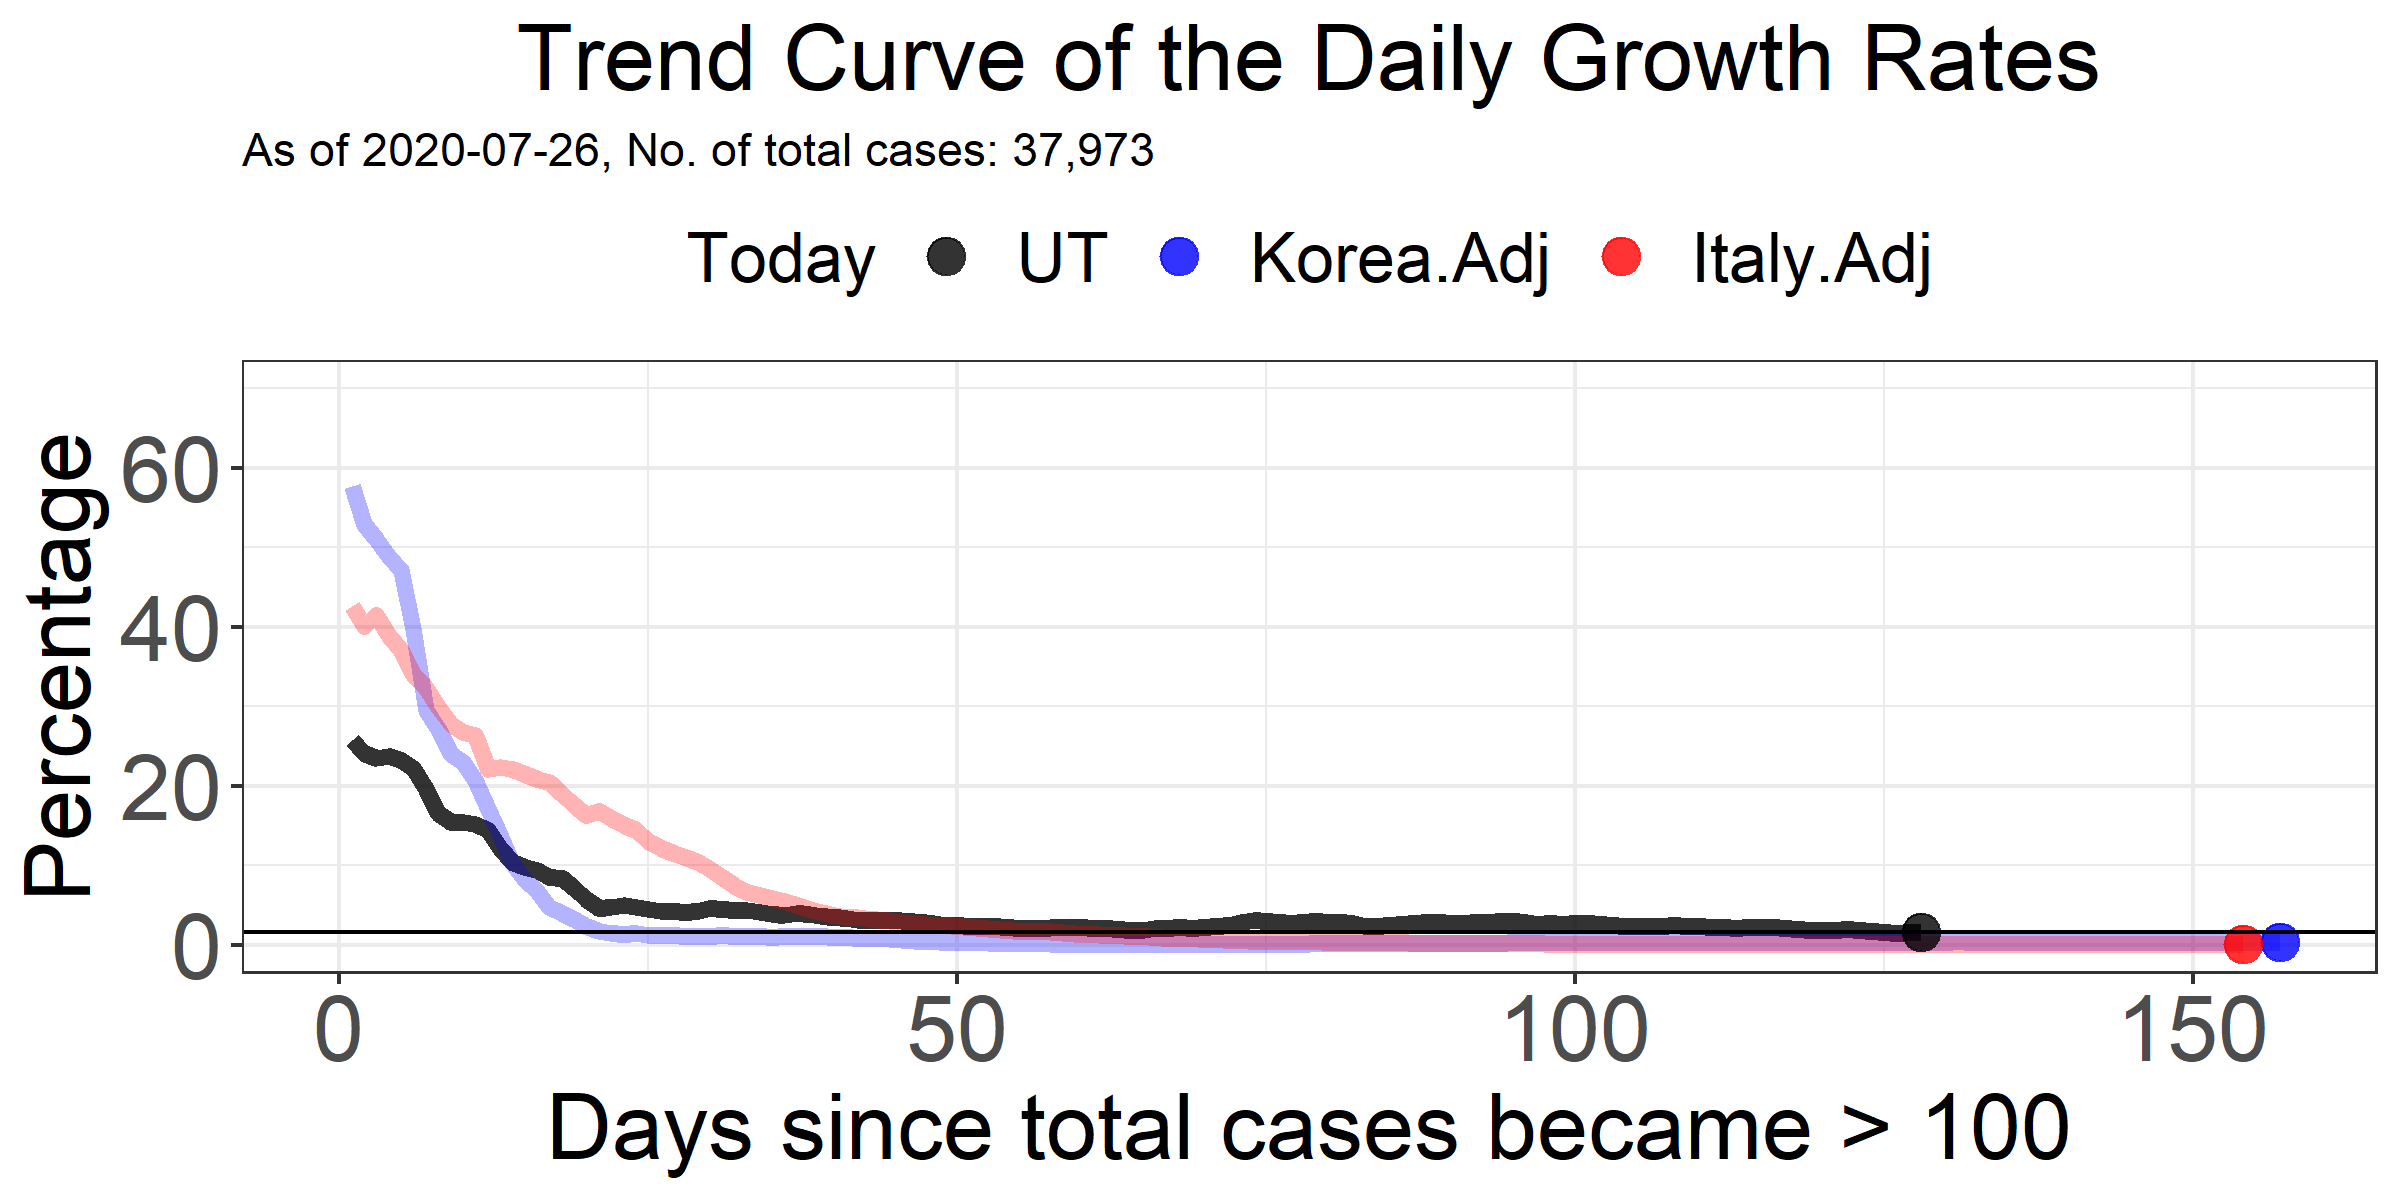 Trend Curve of the Daily Growth Rates
As of 2020-07-26, No. of total cases: 37,973
Today UT Korea.Adj Italy.Adj
Percentage
60
40
20
0
0 50 100 150
Days since total cases became > 100